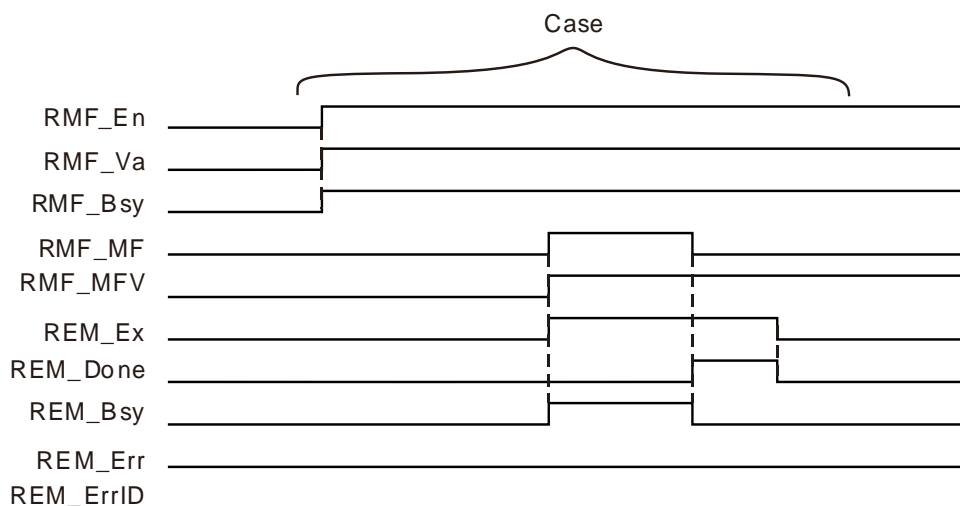 Case
RMF_En
RMF_Va
RMF_Bsy
RMF_MF
RMF_MFV
REM_Ex
REM_Done
REM_Bsy
REM_Err
REM_ErrID